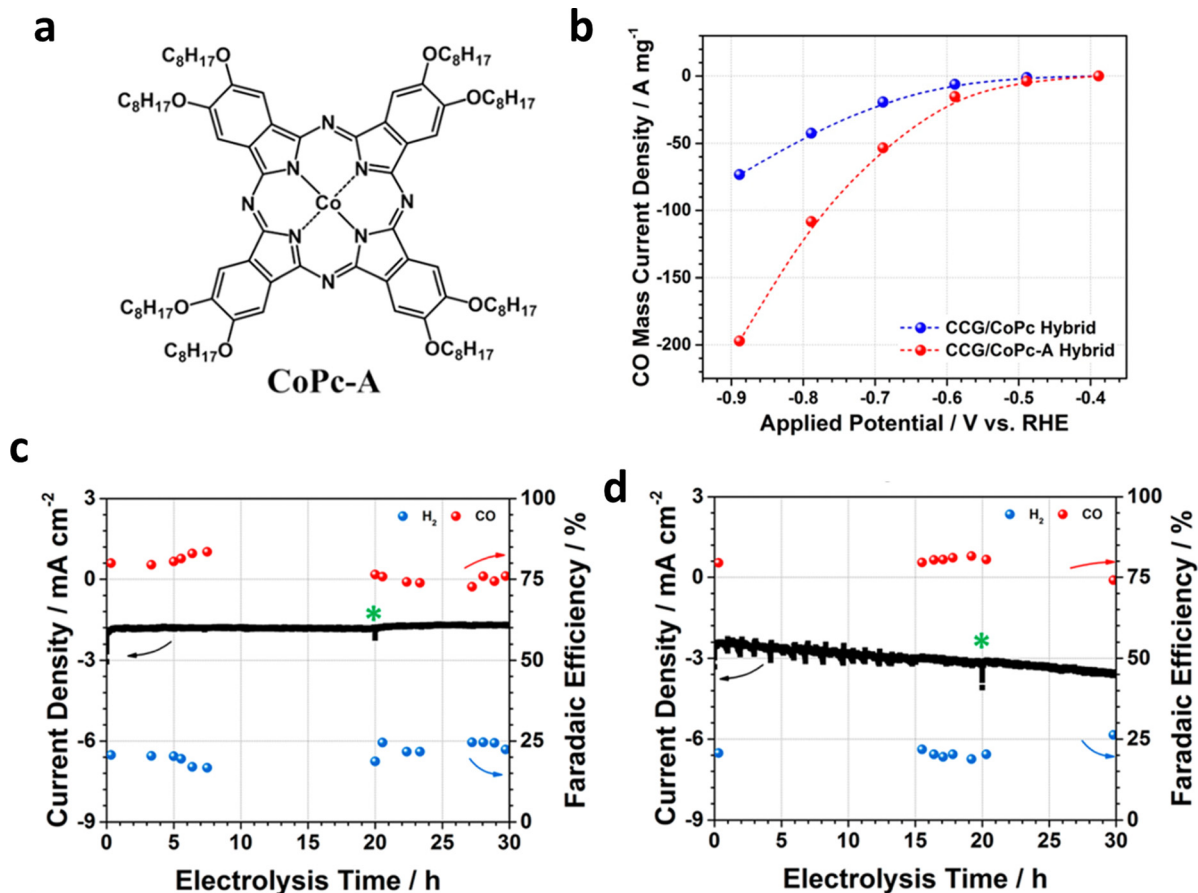 a
C8H17O
OC8H17
C8H17O
OC8H17
N
N
N
N
Co
N
N
N
N
C8H17O
OC8H17
C8H17O
OC8H17
CoPc-A
b
CO Mass Current Density / A mg-1
0
-50
-100
-150
-200
CCG/CoPc Hybrid
CCG/CoPc-A Hybrid
-0.9 -0.8 -0.7 -0.6 -0.5 -0.4
Applied Potential / V vs. RHE
c
Current Density / mA cm-2
3
0
-3
-6
-9
H2 CO
*
100
75
50
25
0
Faradaic Efficiency / %
0 5 10 15 20 25 30
Electrolysis Time / h
d
Current Density / mA cm-2
3
0
-3
-6
-9
H2 CO
*
100
75
50
25
0
Faradaic Efficiency / %
0 5 10 15 20 25 30
Electrolysis Time / h